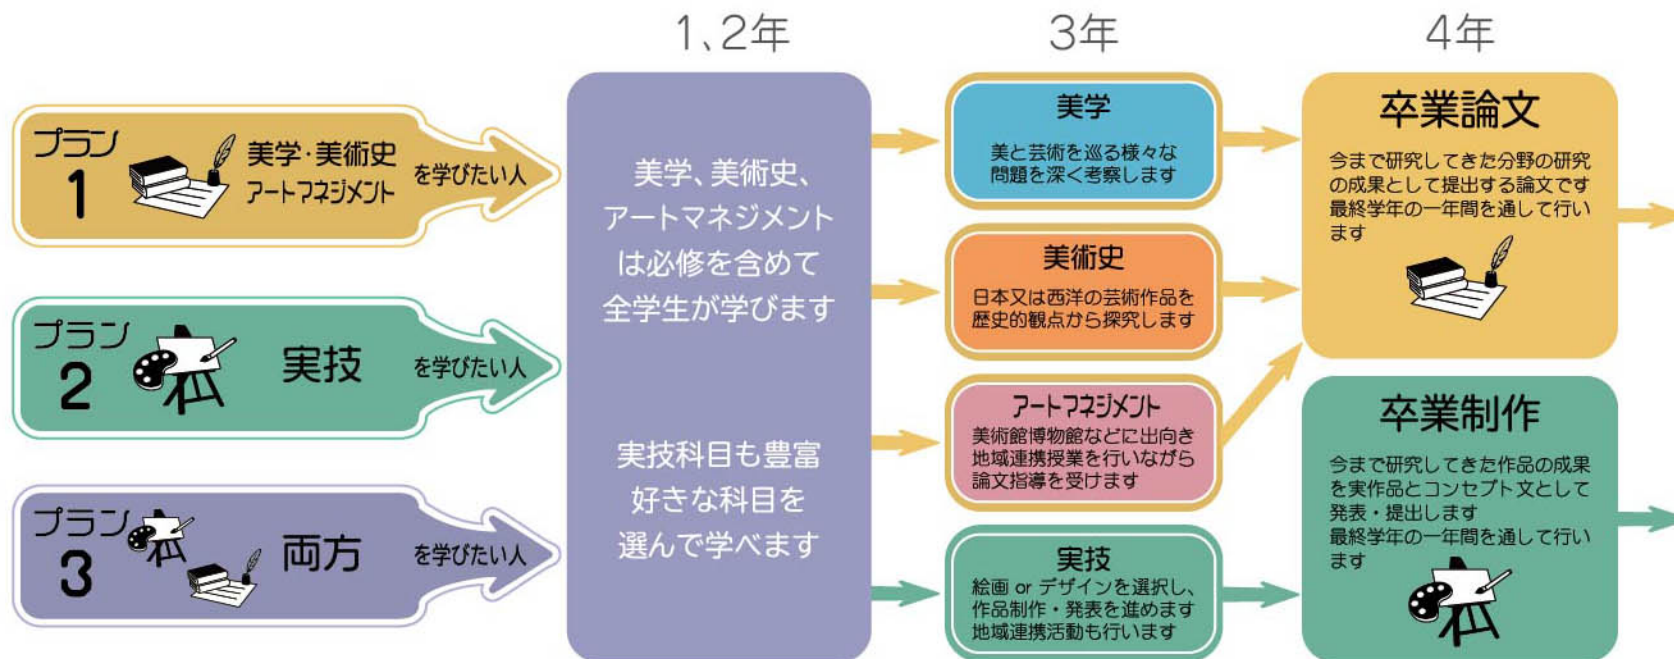 1、2年
3年
4年
プラン
1
美学・美術史
アートマネジメント
を学びたい人
プラン
2
実技
を学びたい人
プラン
3
両方
を学びたい人
美学、美術史、
アートマネジメント
は必修を含めて
全学生が学びます
実技科目も豊富
好きな科目を
選んで学べます
美学
美と芸術を巡る様々な
問題を深く考察します
美術史
日本又は西洋の芸術作品を
歴史的観点から探究します
アートマネジメント
美術館博物館などに出向き
地域連携授業を行いながら
論文指導を受けます
実技
絵画 or デザインを選択し、
作品制作・発表を進めます
地域連携活動も行います
卒業論文
今まで研究してきた分野の研究
の成果として提出する論文です
最終学年の一年間を通して行い
ます
卒業制作
今まで研究してきた作品の成果
を実作品とコンセプト文として
発表・提出します
最終学年の一年間を通して行い
ます